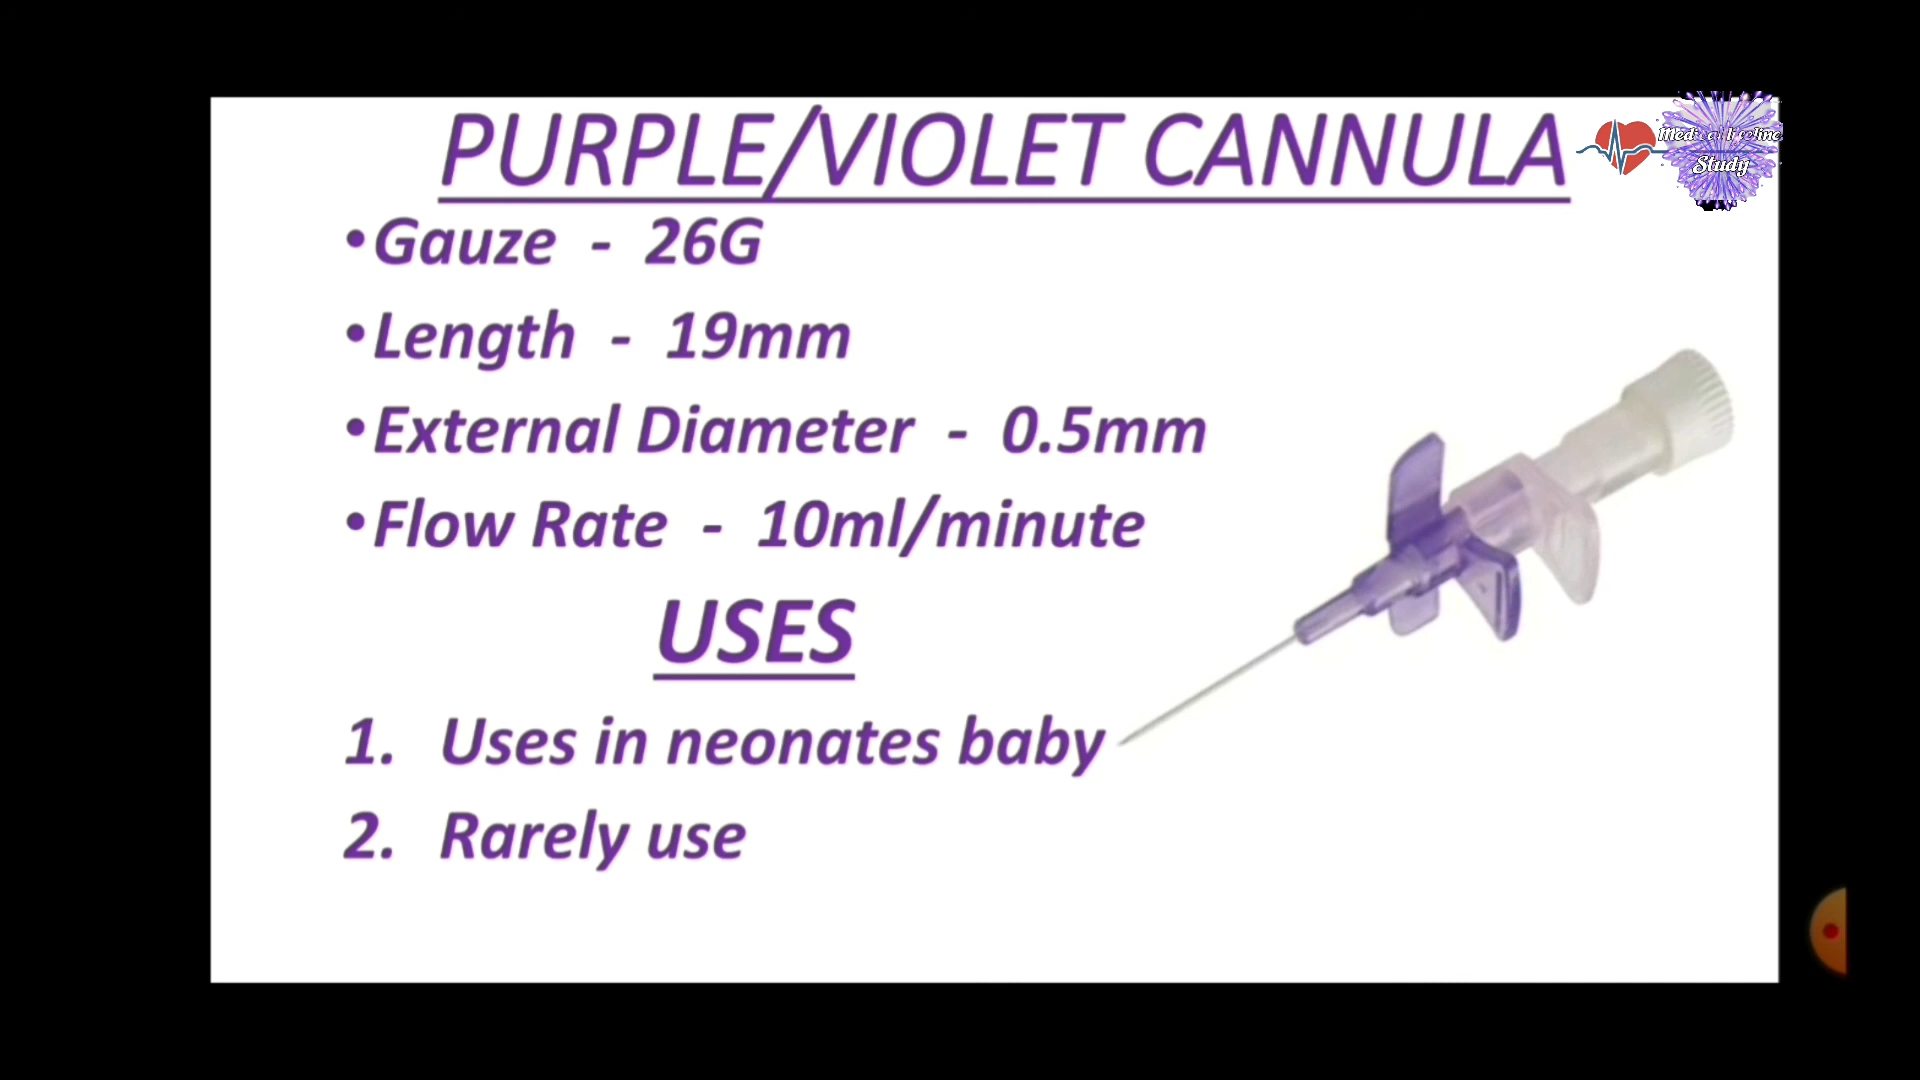 PURPLE/VIOLET CANNULA
•Gauze - 26G
•Length - 19mm
•External Diameter - 0.5mm
•Flow Rate - 10ml/minute
USES
1. Uses in neonates baby
2. Rarely use
Study